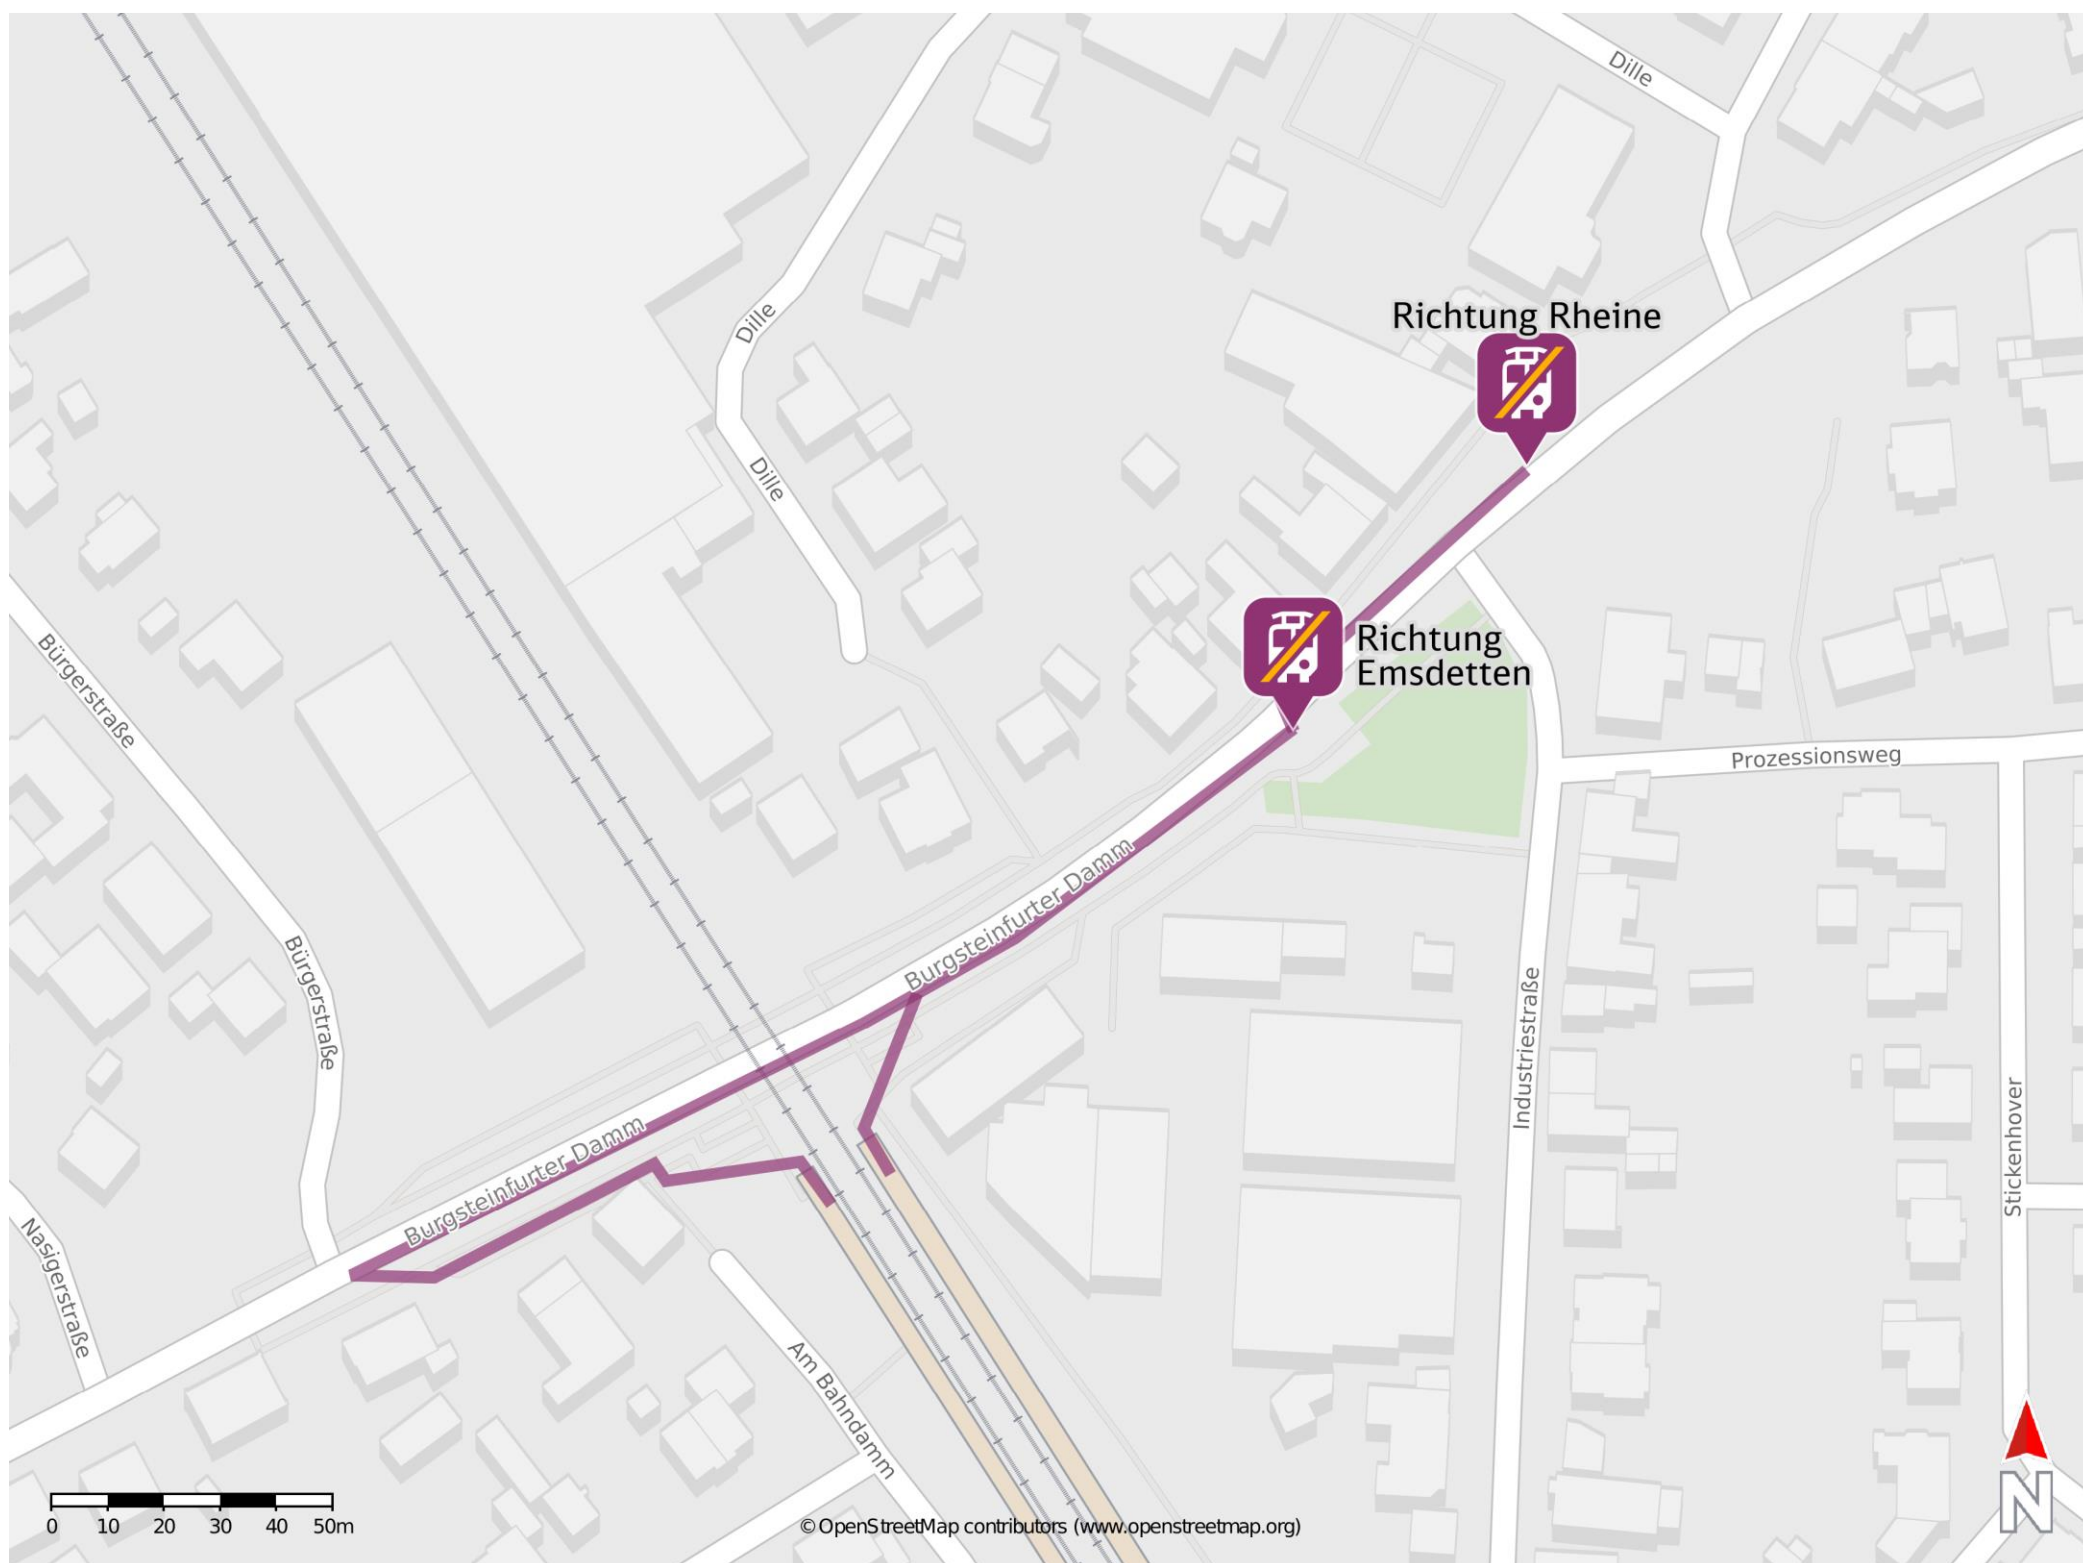 Dille
Richtung Rheine
Dille
Dille
Richtung
Emsdetten
Bürgerstraße
Prozessionsweg
Burgsteinfurter Damm
Bürgerstraße
Industriestraße
Stickenhover
Burgsteinfurter Damm
Nasigerstraße
Am Bahndamm
N
0 10 20 30 40 50m
© OpenStreetMap contributors (www.openstreetmap.org)